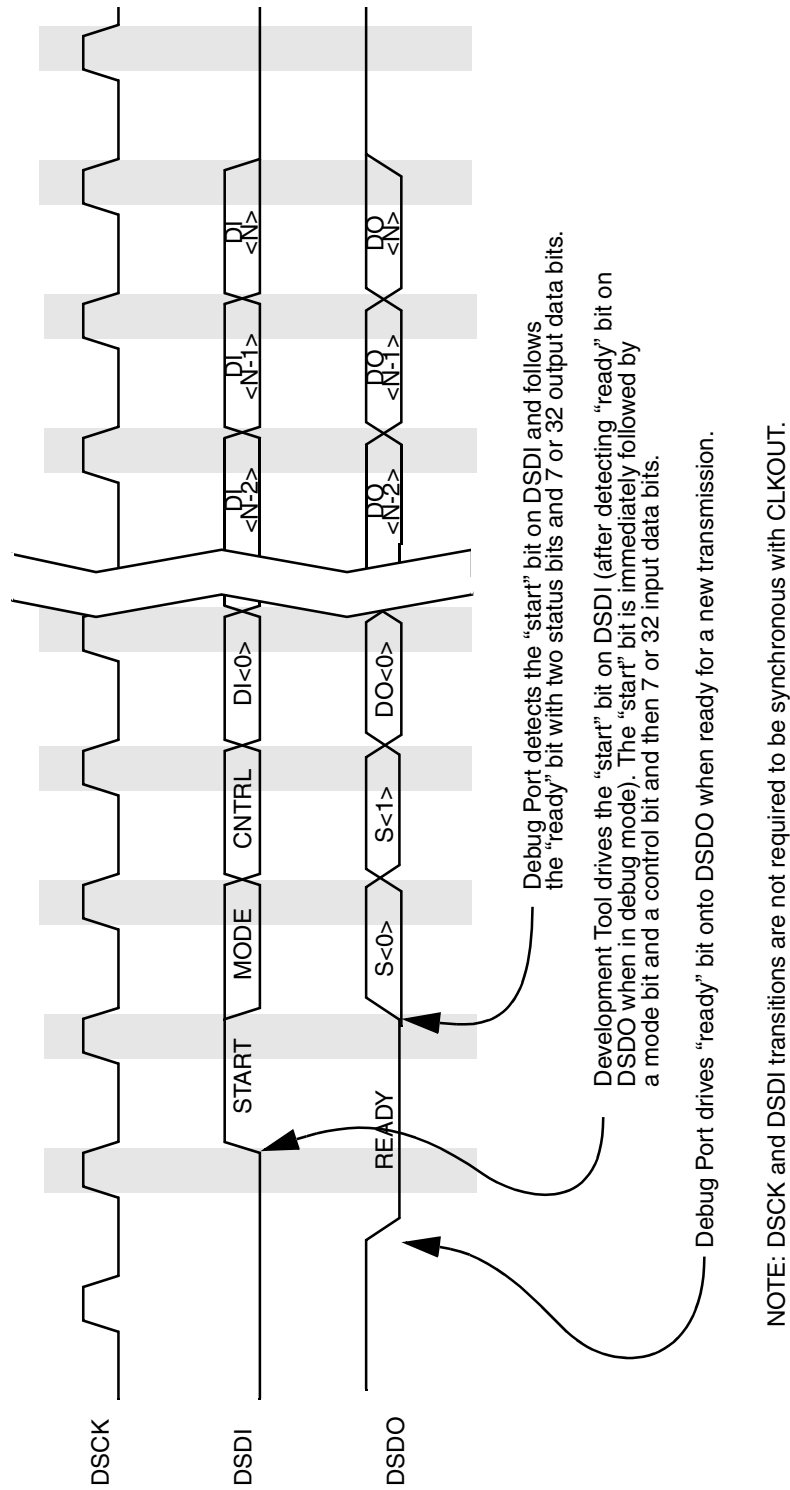 DSCK
DSDI
START
MODE
CNTRL
DI<0>
DI
<N-2>
DI
<N-1>
DI
<N>
DSDO
READY
S<0>
S<1>
DO<0>
DO
<N-2>
DO
<N-1>
DO
<N>
Debug Port detects the “start” bit on DSDI and follows
the “ready” bit with two status bits and 7 or 32 output data bits.
Development Tool drives the “start” bit on DSDI (after detecting “ready” bit on
DSDO when in debug mode). The “start” bit is immediately followed by
a mode bit and a control bit and then 7 or 32 input data bits.
Debug Port drives “ready” bit onto DSDO when ready for a new transmission.
NOTE: DSCK and DSDI transitions are not required to be synchronous with CLKOUT.